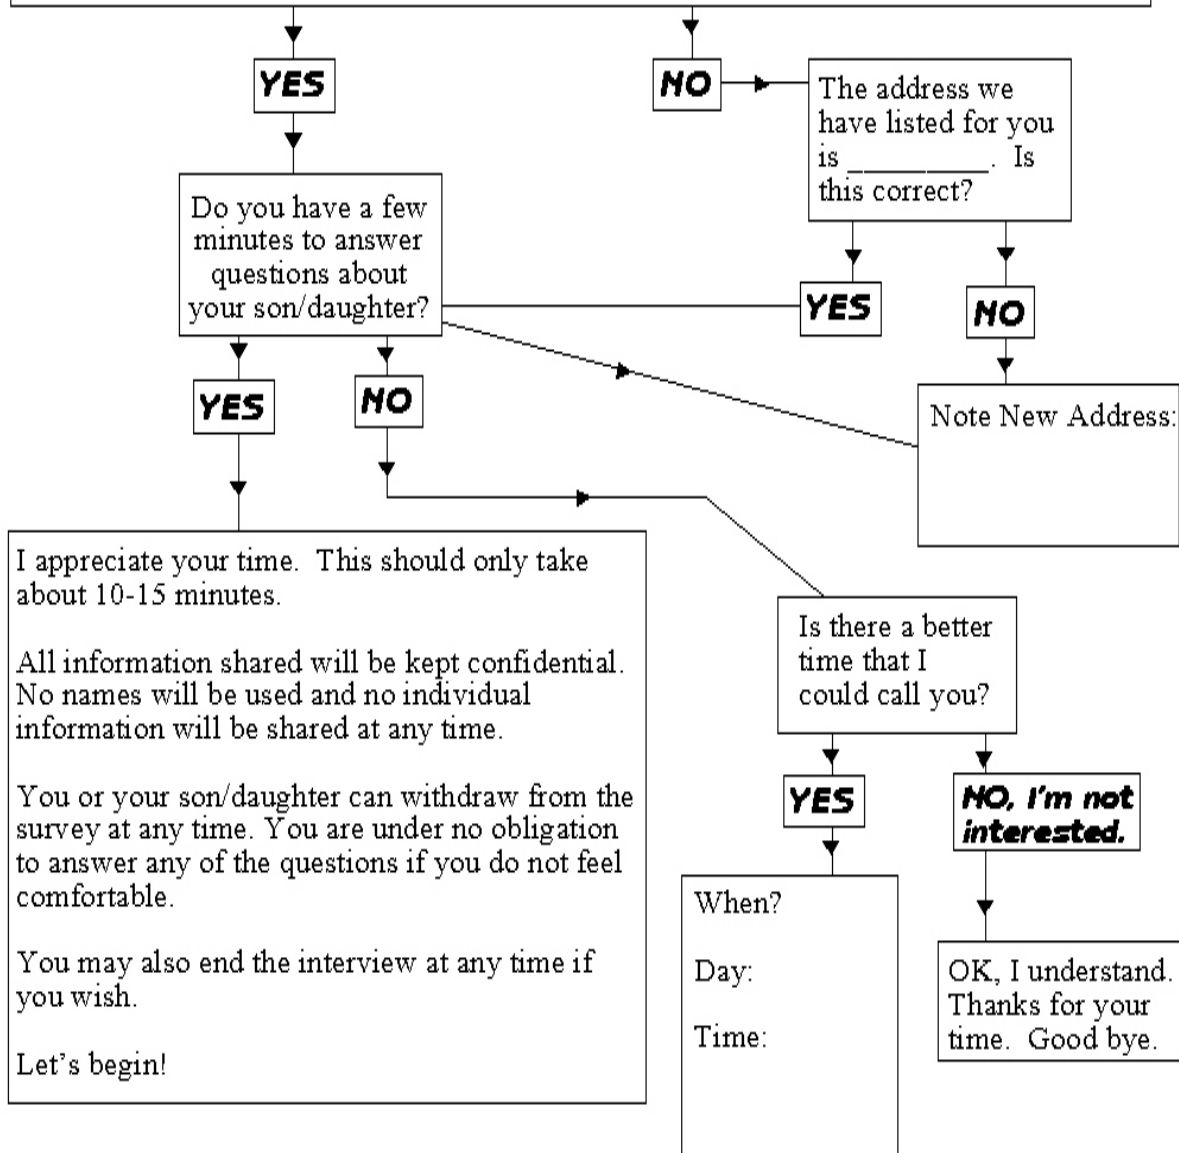 YES
NO
The address we
have listed for you
is __________.  Is
this correct?
Do you have a few
minutes to answer
questions about
your son/daughter?
YES
NO
YES
NO
Note New Address:
I appreciate your time.  This should only take
about 10-15 minutes.
All information shared will be kept confidential.
No names will be used and no individual
information will be shared at any time.
You or your son/daughter can withdraw from the
survey at any time. You are under no obligation
to answer any of the questions if you do not feel
comfortable.
You may also end the interview at any time if
you wish.
Let's begin!
Is there a better
time that I
could call you?
YES
NO, I'm not
interested.
When?
Day:
Time:
OK, I understand.
Thanks for your
time.  Good bye.